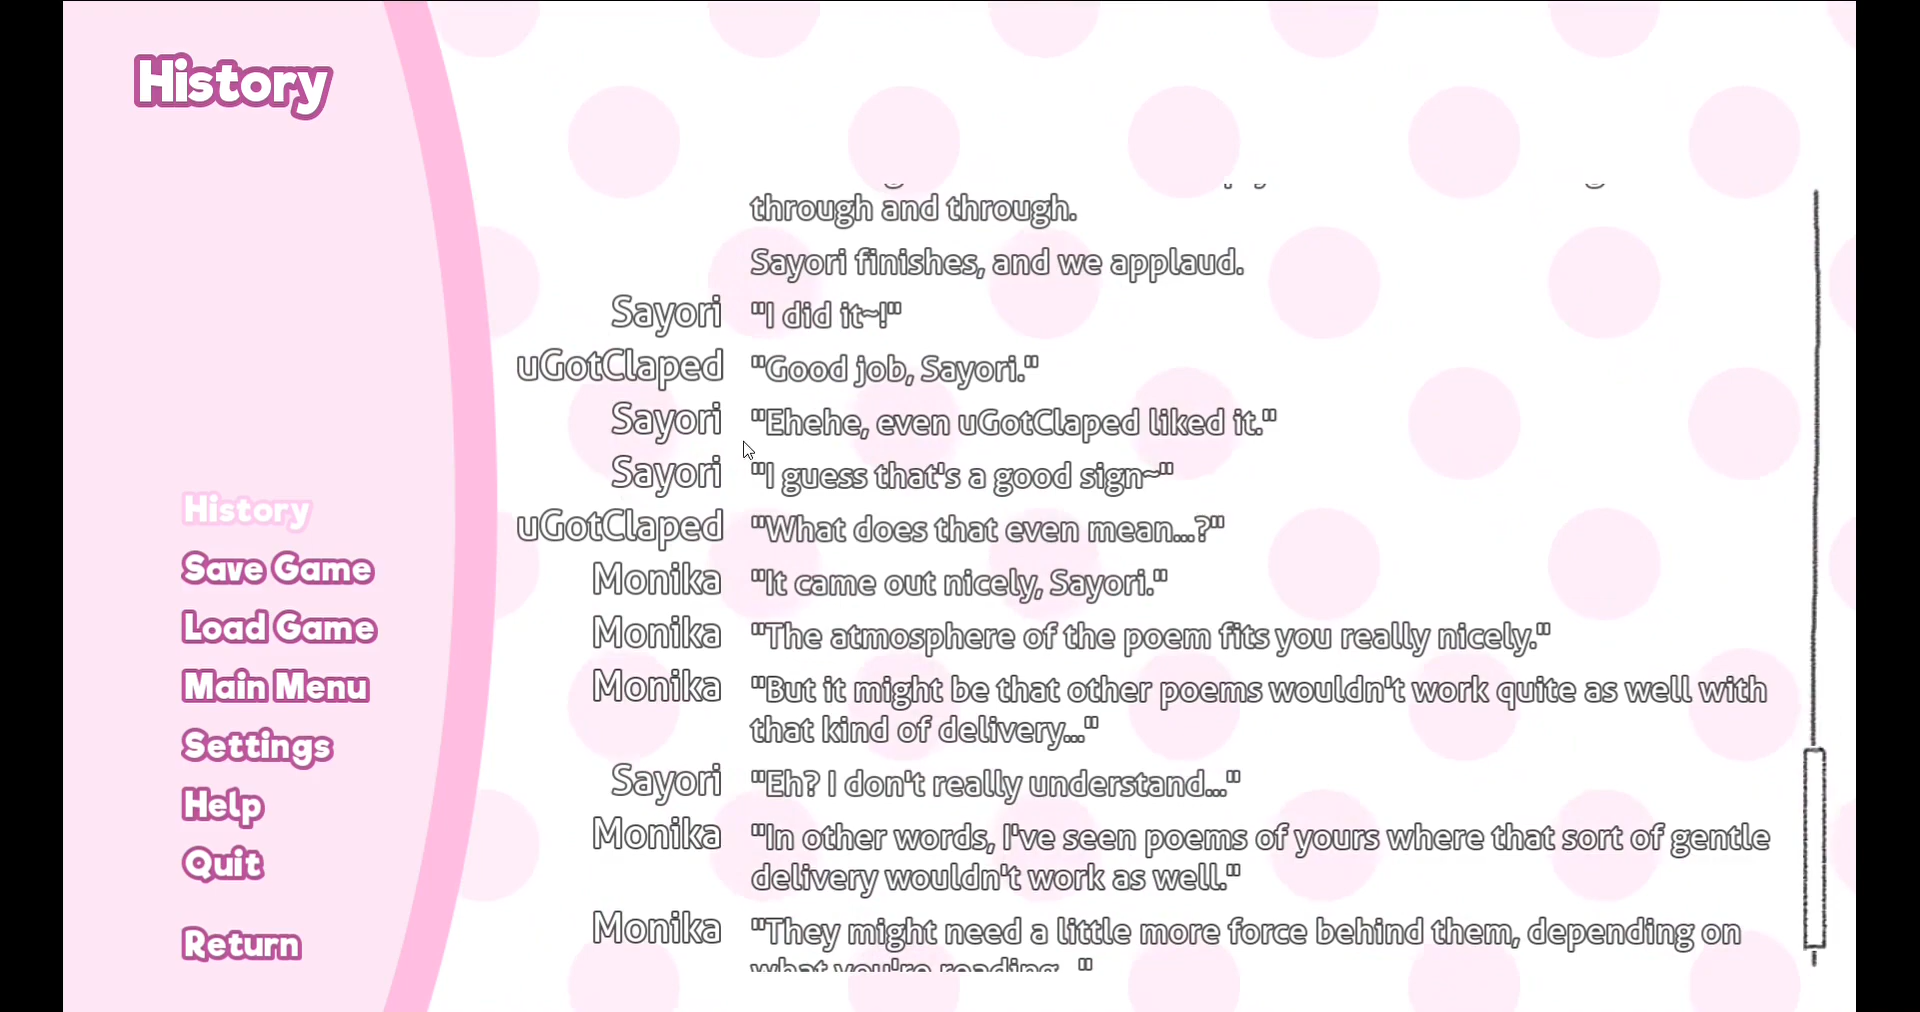 History
through and through.
Sayori finishes, and we applaud.
Sayori "I did it~!"
uGotClaped "Good job, Sayori."
Sayori "Ehehe, even uGotClaped liked it."
Sayori "I guess that's a good sign~"
uGotClaped "What does that even mean...?"
Monika "It came out nicely, Sayori."
Monika "The atmosphere of the poem fits you really nicely."
Monika "But it might be that other poems wouldn't work quite as well with
that kind of delivery..."
Sayori "Eh? I don't really understand..."
Monika "In other words, I've seen poems of yours where that sort of gentle
delivery wouldn't work as well."
Monika "They might need a little more force behind them, depending on
what you're reading..."
History
Save Game
Load Game
Main Menu
Settings
Help
Quit
Return